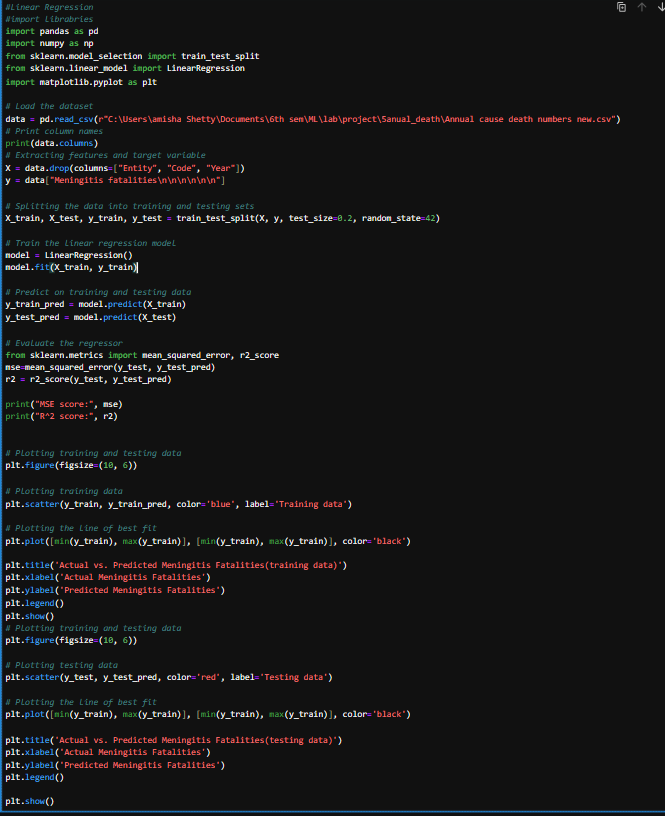 #Linear Regression
#import Librabries
import pandas as pd
import numpy as np
from sklearn.model_selection import train_test_split
from sklearn.linear_model import LinearRegression
import matplotlib.pyplot as plt
# Load the dataset
data = pd.read_csv(r"C:\Users\amisha Shetty\Documents\6th sem\ML\lab\project\5anual_death\Annual cause death numbers new.csv")
# Print column names
print(data.columns)
# Extracting features and target variable
X = data.drop(columns=["Entity", "Code", "Year"])
y = data["Meningitis fatalities\n\n\n\n\n\n"]
# Splitting the data into training and testing sets
X_train, X_test, y_train, y_test = train_test_split(X, y, test_size=0.2, random_state=42)
# Train the linear regression model
model = LinearRegression()
model.fit(X_train, y_train)
# Predict on training and testing data
y_train_pred = model.predict(X_train)
y_test_pred = model.predict(X_test)
# Evaluate the regressor
from sklearn.metrics import mean_squared_error, r2_score
mse=mean_squared_error(y_test, y_test_pred)
r2 = r2_score(y_test, y_test_pred)
print("MSE score:", mse)
print("R^2 score:", r2)
# Plotting training and testing data
plt.figure(figsize=(10, 6))
# Plotting training data
plt.scatter(y_train, y_train_pred, color='blue', label='Training data')
# Plotting the line of best fit
plt.plot([min(y_train), max(y_train)], [min(y_train), max(y_train)], color='black')
plt.title('Actual vs. Predicted Meningitis Fatalities(training data)')
plt.xlabel('Actual Meningitis Fatalities')
plt.ylabel('Predicted Meningitis Fatalities')
plt.legend()
plt.show()
# Plotting training and testing data
plt.figure(figsize=(10, 6))
# Plotting testing data
plt.scatter(y_test, y_test_pred, color='red', label='Testing data')
# Plotting the line of best fit
plt.plot([min(y_train), max(y_train)], [min(y_train), max(y_train)], color='black')
plt.title('Actual vs. Predicted Meningitis Fatalities(testing data)')
plt.xlabel('Actual Meningitis Fatalities')
plt.ylabel('Predicted Meningitis Fatalities')
plt.legend()
plt.show()